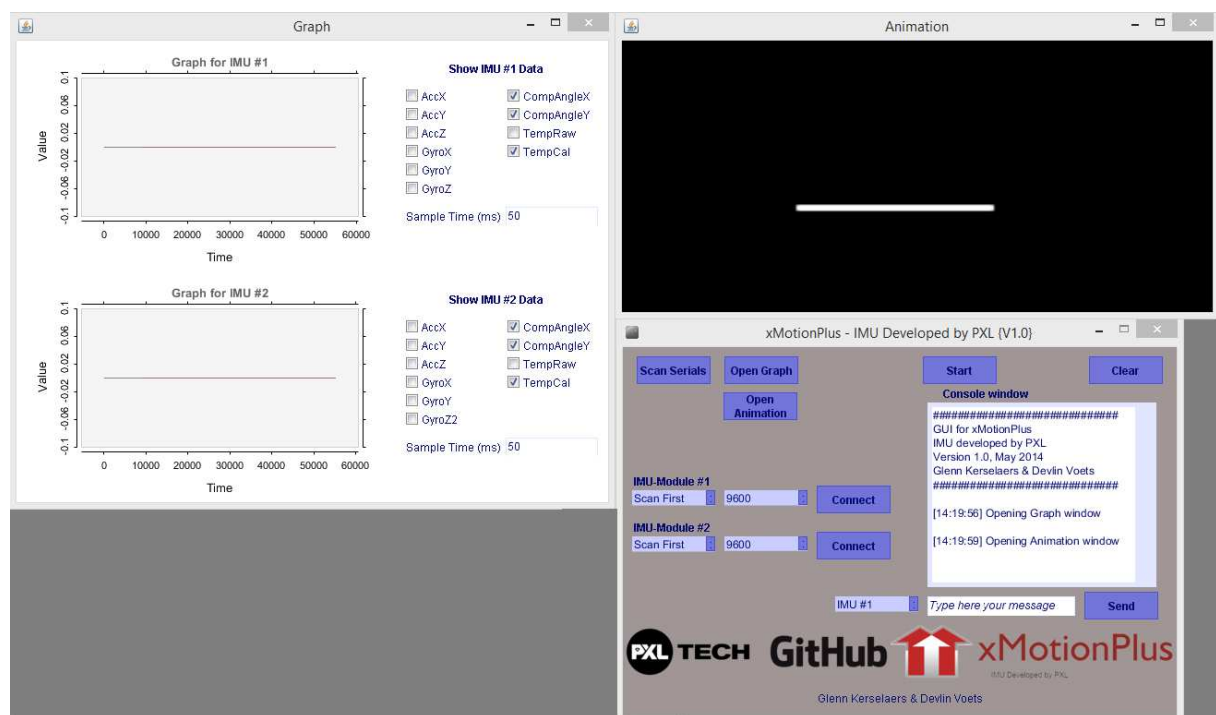 Graph
Graph for IMU #1
0.1
0.06
0.02
-0.02
-0.06
-0.1
Value
0 10000 20000 30000 40000 50000 60000
Time
Show IMU #1 Data
AccX
AccY
AccZ
GyroX
GyroY
GyroZ
CompAngleX
CompAngleY
TempRaw
TempCal
Sample Time (ms) 50
Graph for IMU #2
0.1
0.06
0.02
-0.02
-0.06
-0.1
Value
0 10000 20000 30000 40000 50000 60000
Time
Show IMU #2 Data
AccX
AccY
AccZ
GyroX
GyroY
GyroZ2
CompAngleX
CompAngleY
TempRaw
TempCal
Sample Time (ms) 50
Animation
xMotionPlus - IMU Developed by PXL {V1.0}
Scan Serials
Open Graph
Start
Clear
Open
Animation
Console window
##############################
GUI for xMotionPlus
IMU developed by PXL
Version 1.0, May 2014
Glenn Kerselaers & Devlin Voets
##############################
[14:19:56] Opening Graph window
[14:19:59] Opening Animation window
IMU-Module #1
Scan First 9600 Connect
IMU-Module #2
Scan First 9600 Connect
IMU #1 Type here your message Send
PXL TECH GitHub xMotionPlus
IMU Developed by PXL
Glenn Kerselaers & Devlin Voets